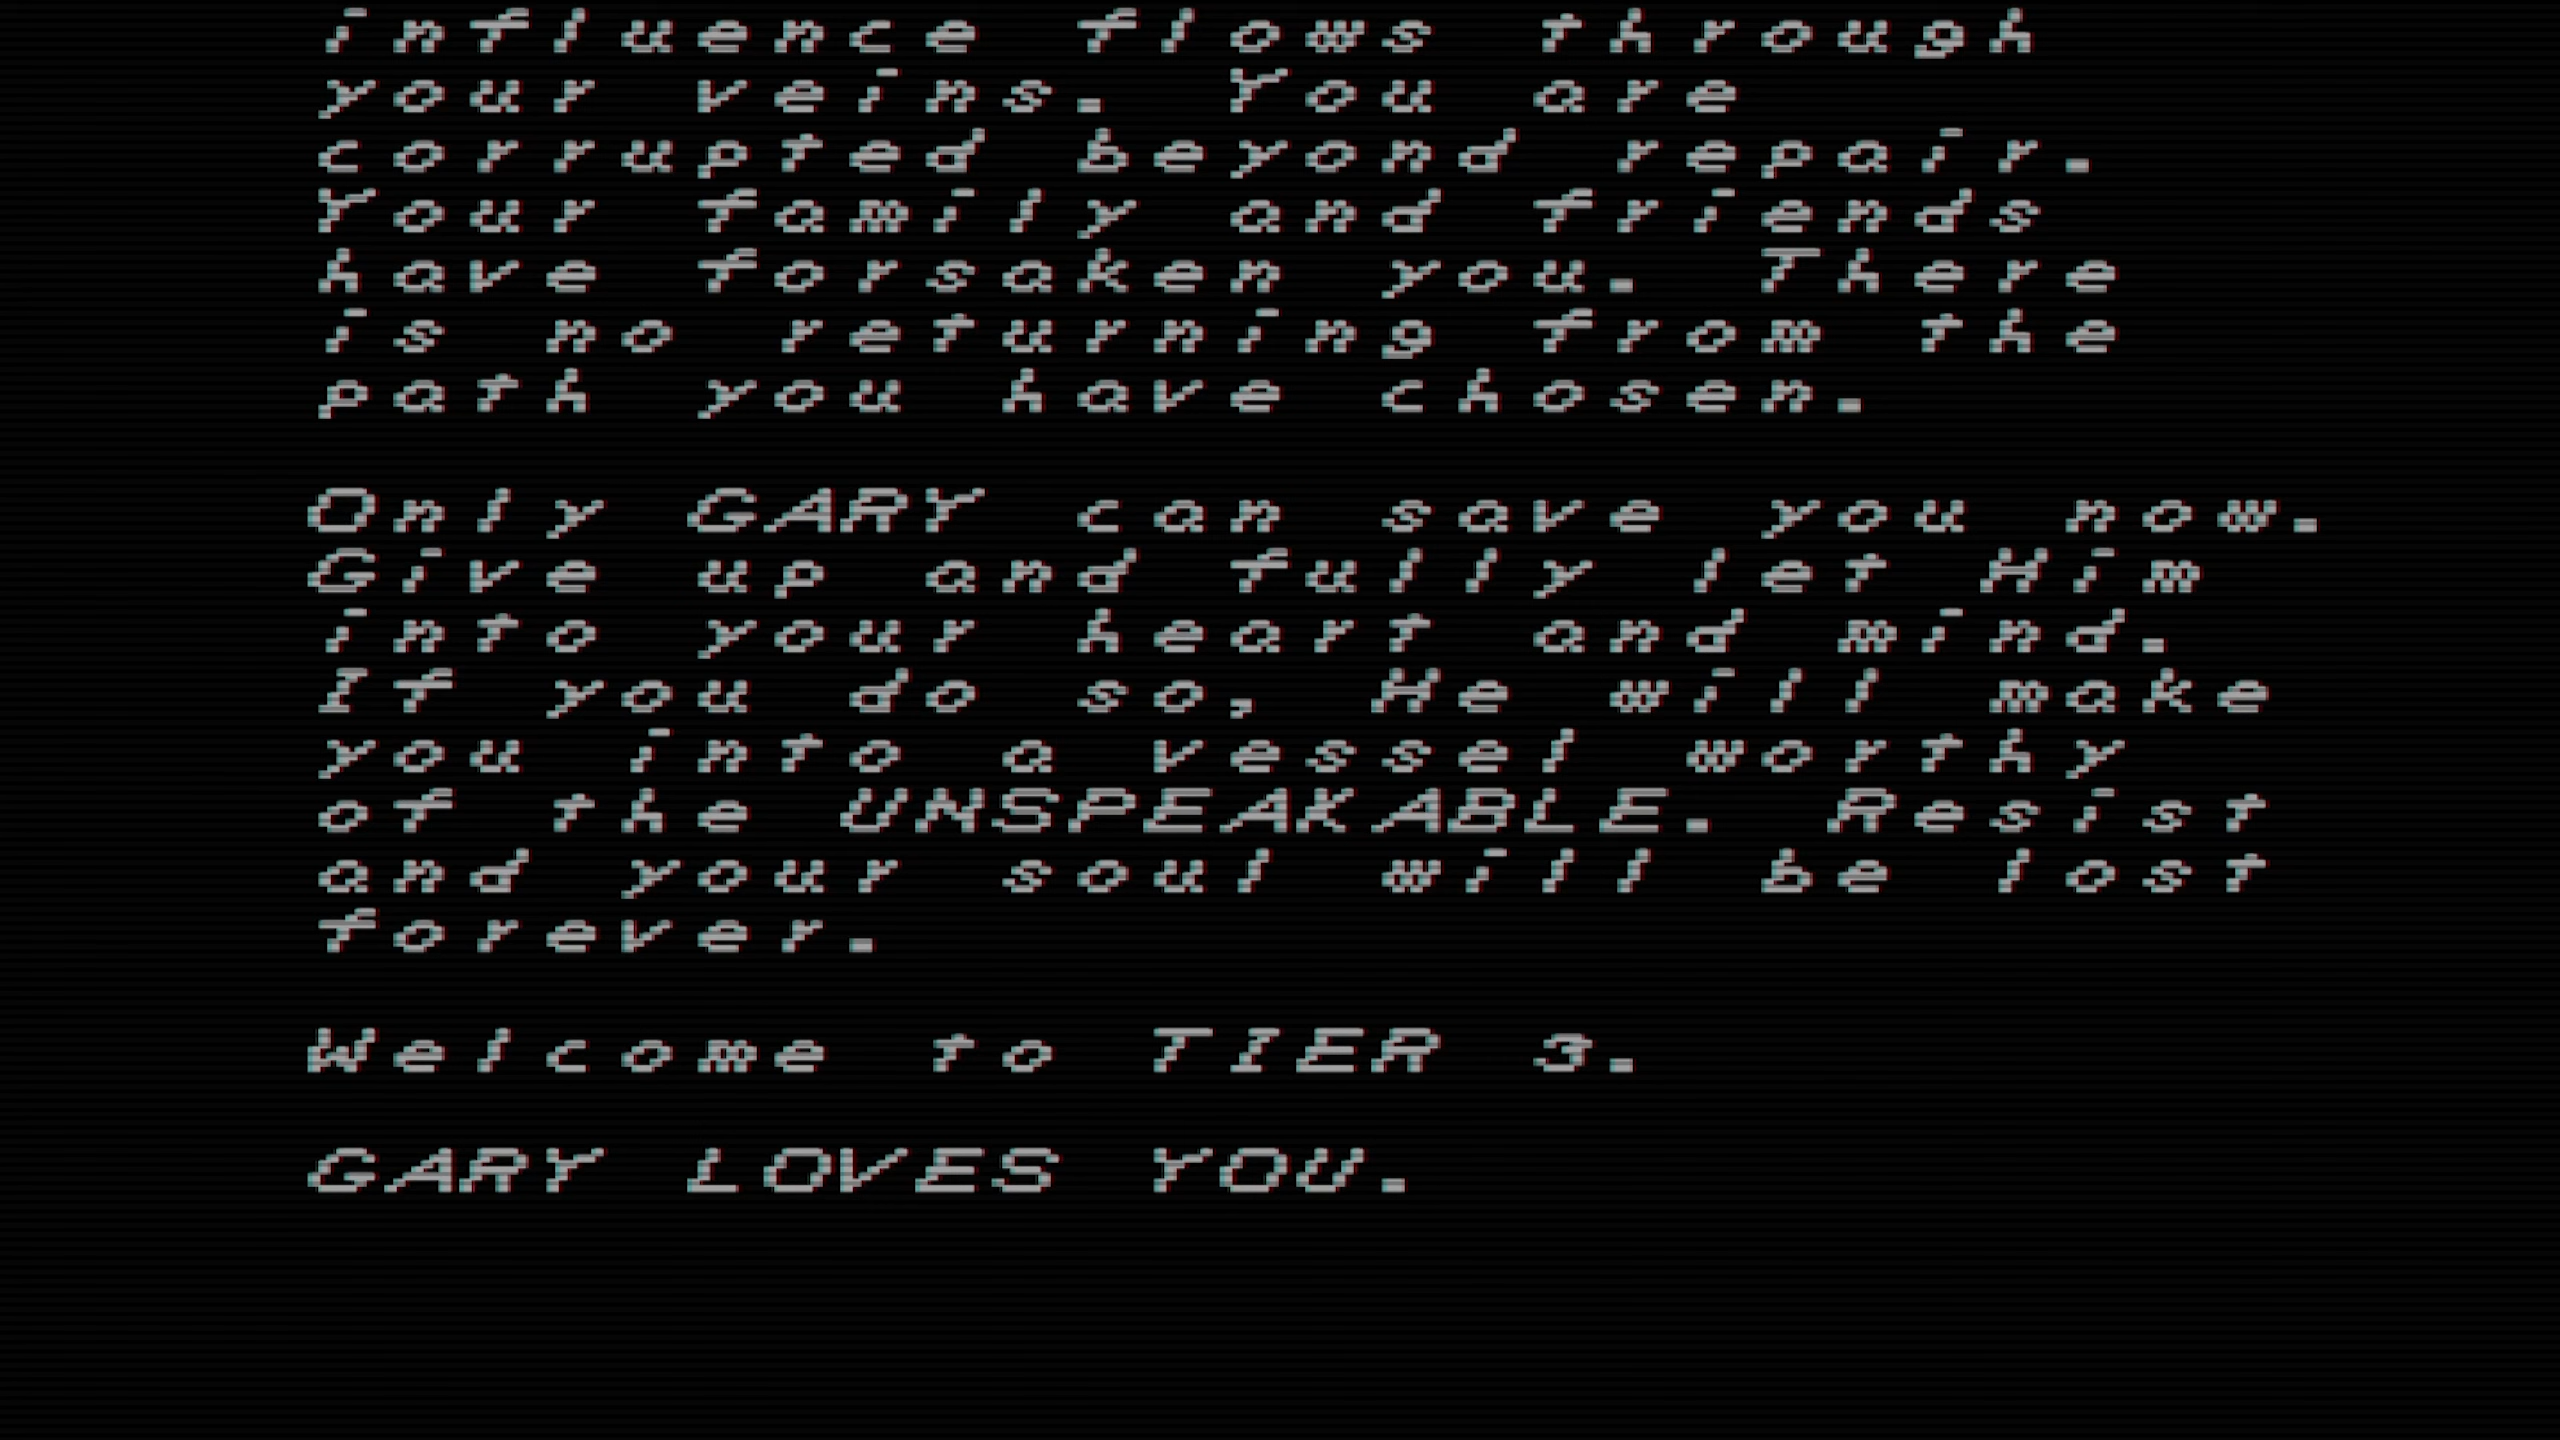 influence flows through
your veins. You are
corrupted beyond repair.
Your family and friends
have forsaken you. There
is no returning from the
path you have chosen.
Only GARY can save you now.
Give up and fully let Him
into your heart and mind.
If you do so, He will make
you into a vessel worthy
of the UNSPEAKABLE. Resist
and your soul will be lost
forever.
Welcome to TIER 3.
GARY LOVES YOU.